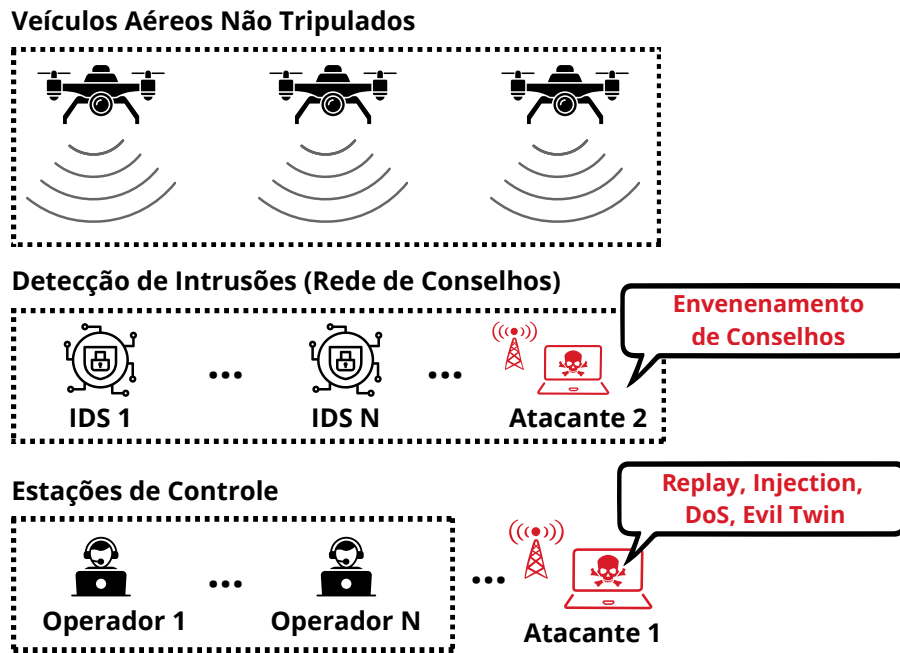 Veículos Aéreos Não Tripulados
Detecção de Intrusões (Rede de Conselhos)
Envenenamento
de Conselhos
...
...
IDS 1
IDS N
Atacante 2
Estações de Controle
Replay, Injection,
DoS, Evil Twin
...
...
Operador 1
Operador N
Atacante 1